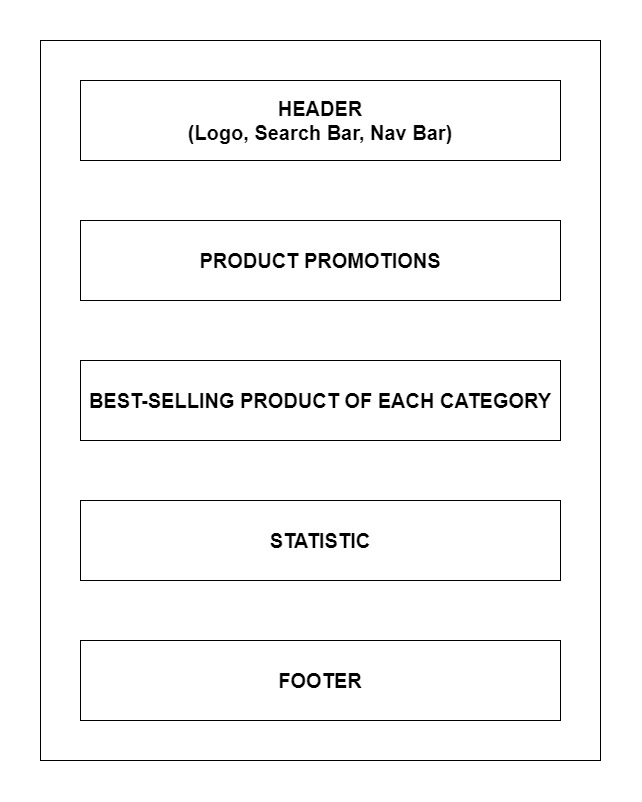 HEADER
(Logo, Search Bar, Nav Bar)
PRODUCT PROMOTIONS
BEST-SELLING PRODUCT OF EACH CATEGORY
STATISTIC
FOOTER